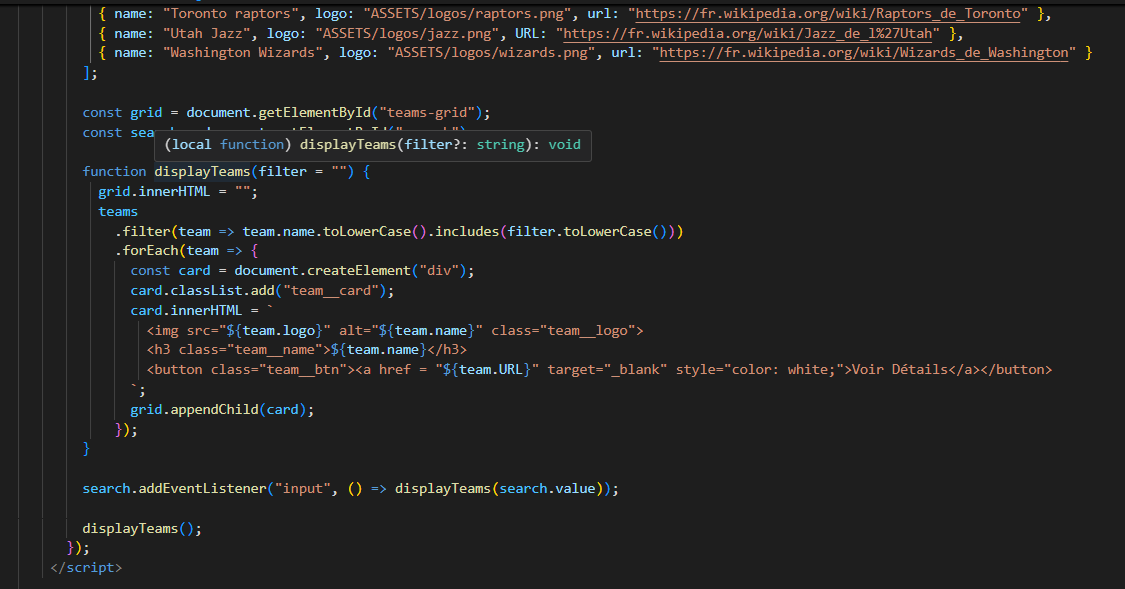 { name: "Toronto raptors", logo: "ASSETS/logos/raptors.png", url: "https://fr.wikipedia.org/wiki/Raptors_de_Toronto" },
{ name: "Utah Jazz", logo: "ASSETS/logos/jazz.png", URL: "https://fr.wikipedia.org/wiki/Jazz_de_l%27Utah" },
{ name: "Washington Wizards", logo: "ASSETS/logos/wizards.png", url: "https://fr.wikipedia.org/wiki/Wizards_de_Washington" }
];
const grid = document.getElementById("teams-grid");
const sea
(local function) displayTeams(filter?: string): void
function displayTeams(filter = "") {
grid.innerHTML = "";
teams
.filter(team => team.name.toLowerCase().includes(filter.toLowerCase()))
.forEach(team => {
const card = document.createElement("div");
card.classList.add("team__card");
card.innerHTML = `
<img src="${team.logo}" alt="${team.name}" class="team__logo">
<h3 class="team__name">${team.name}</h3>
<button class="team__btn"><a href = "${team.URL}" target="_blank" style="color: white;">Voir Détails</a></button>
`;
grid.appendChild(card);
});
}
search.addEventListener("input", () => displayTeams(search.value));
displayTeams();
});
</script>